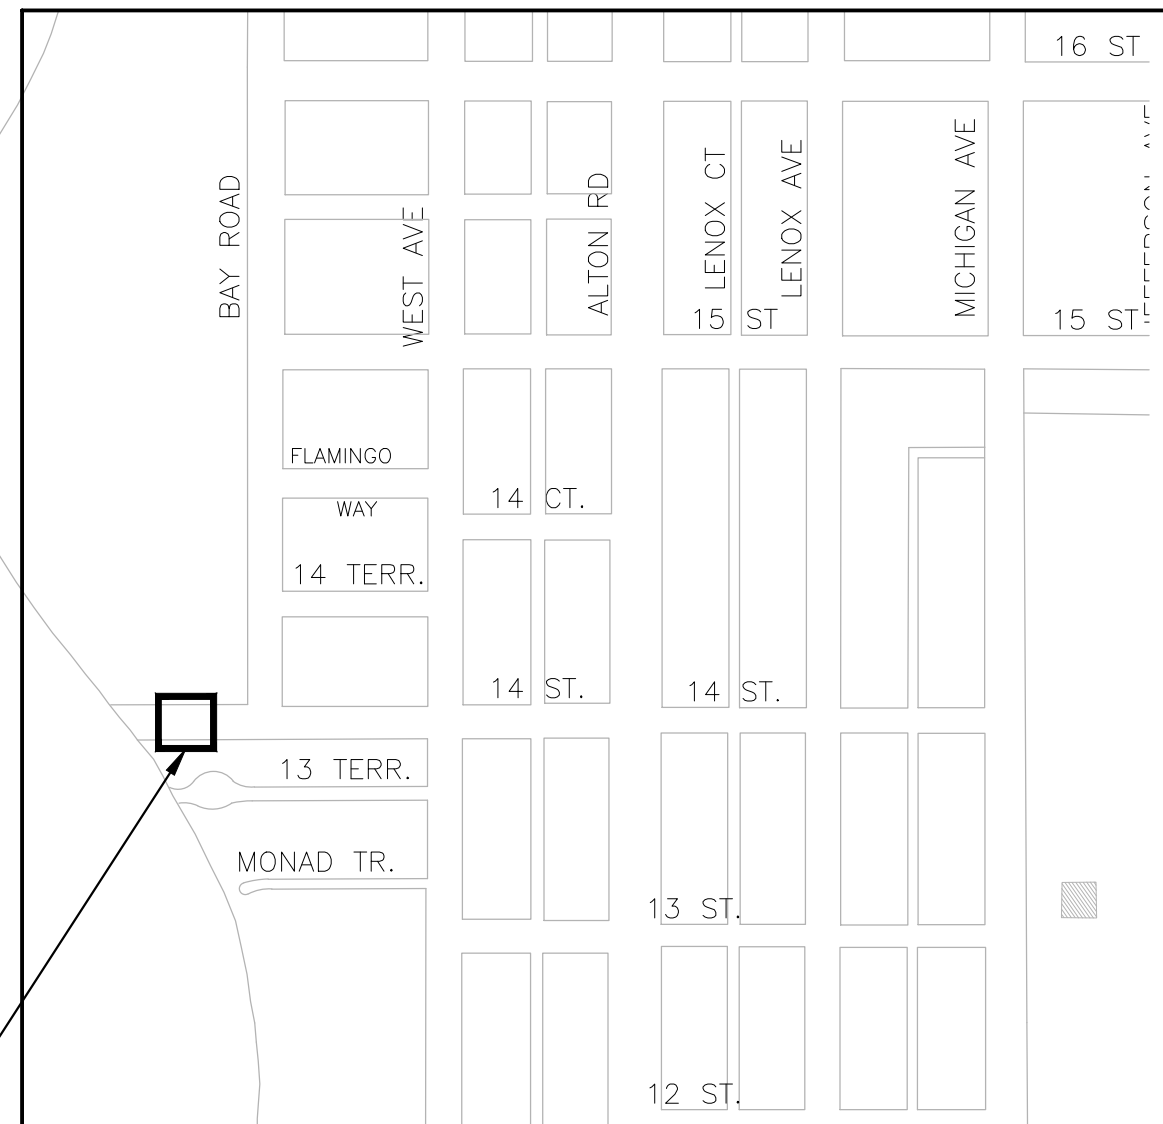 16 ST
BAY ROAD
WEST AVE
ALTON RD
LENOX CT
LENOX AVE
MICHIGAN AVE
15 ST
15 ST
FLAMINGO
WAY
14 CT.
14 TERR.
14 ST.
14 ST.
13 TERR.
MONAD TR.
13 ST.
12 ST.